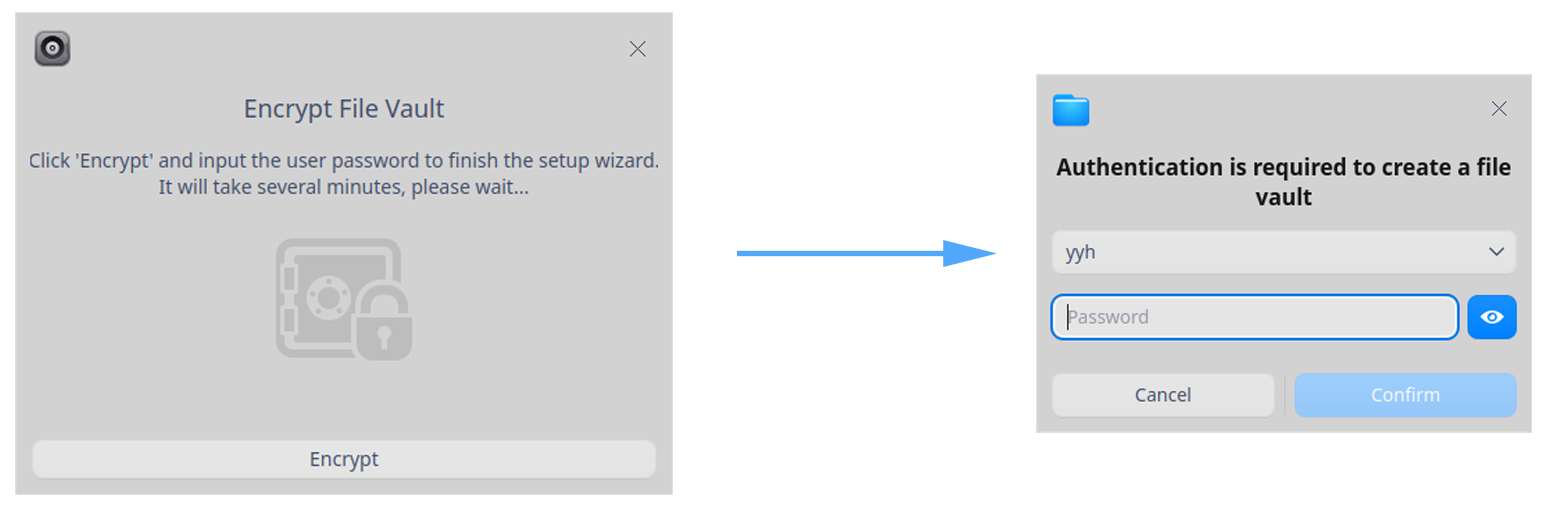 Encrypt File Vault
Click 'Encrypt' and input the user password to finish the setup wizard.
It will take several minutes, please wait...
Encrypt
Authentication is required to create a file
vault
yyh
Password
Cancel
Confirm